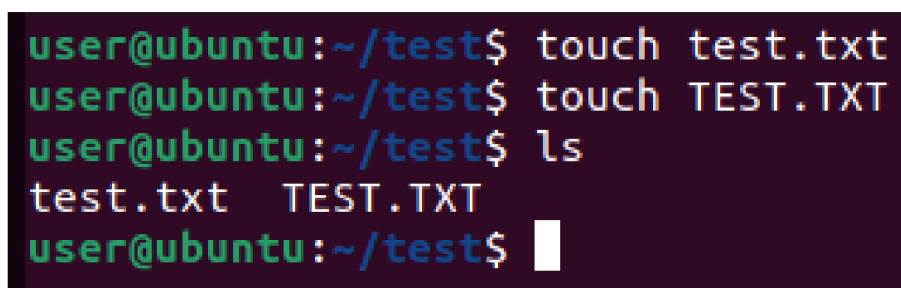 user@ubuntu:~/test$ touch test.txt
user@ubuntu:~/test$ touch TEST.TXT
user@ubuntu:~/test$ ls
test.txt  TEST.TXT
user@ubuntu:~/test$